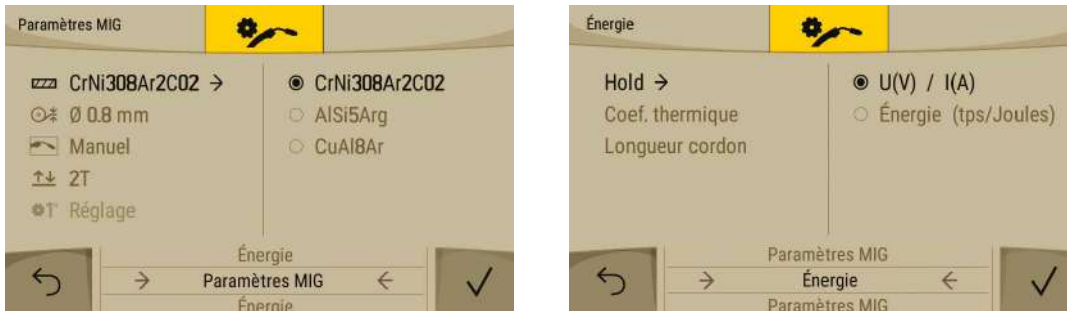 Paramètres MIG
CrNi308Ar2CO2 →
Ø 0.8 mm
Manuel
2T
Réglage
CrNi308Ar2CO2
AlSi5Arg
CuAl8Ar
Énergie
→ Paramètres MIG ←
Énergie
Énergie
Hold →
Coef. thermique
Longueur cordon
U(V) / I(A)
Énergie (tps/Joules)
Paramètres MIG
→ Énergie ←
Paramètres MIG